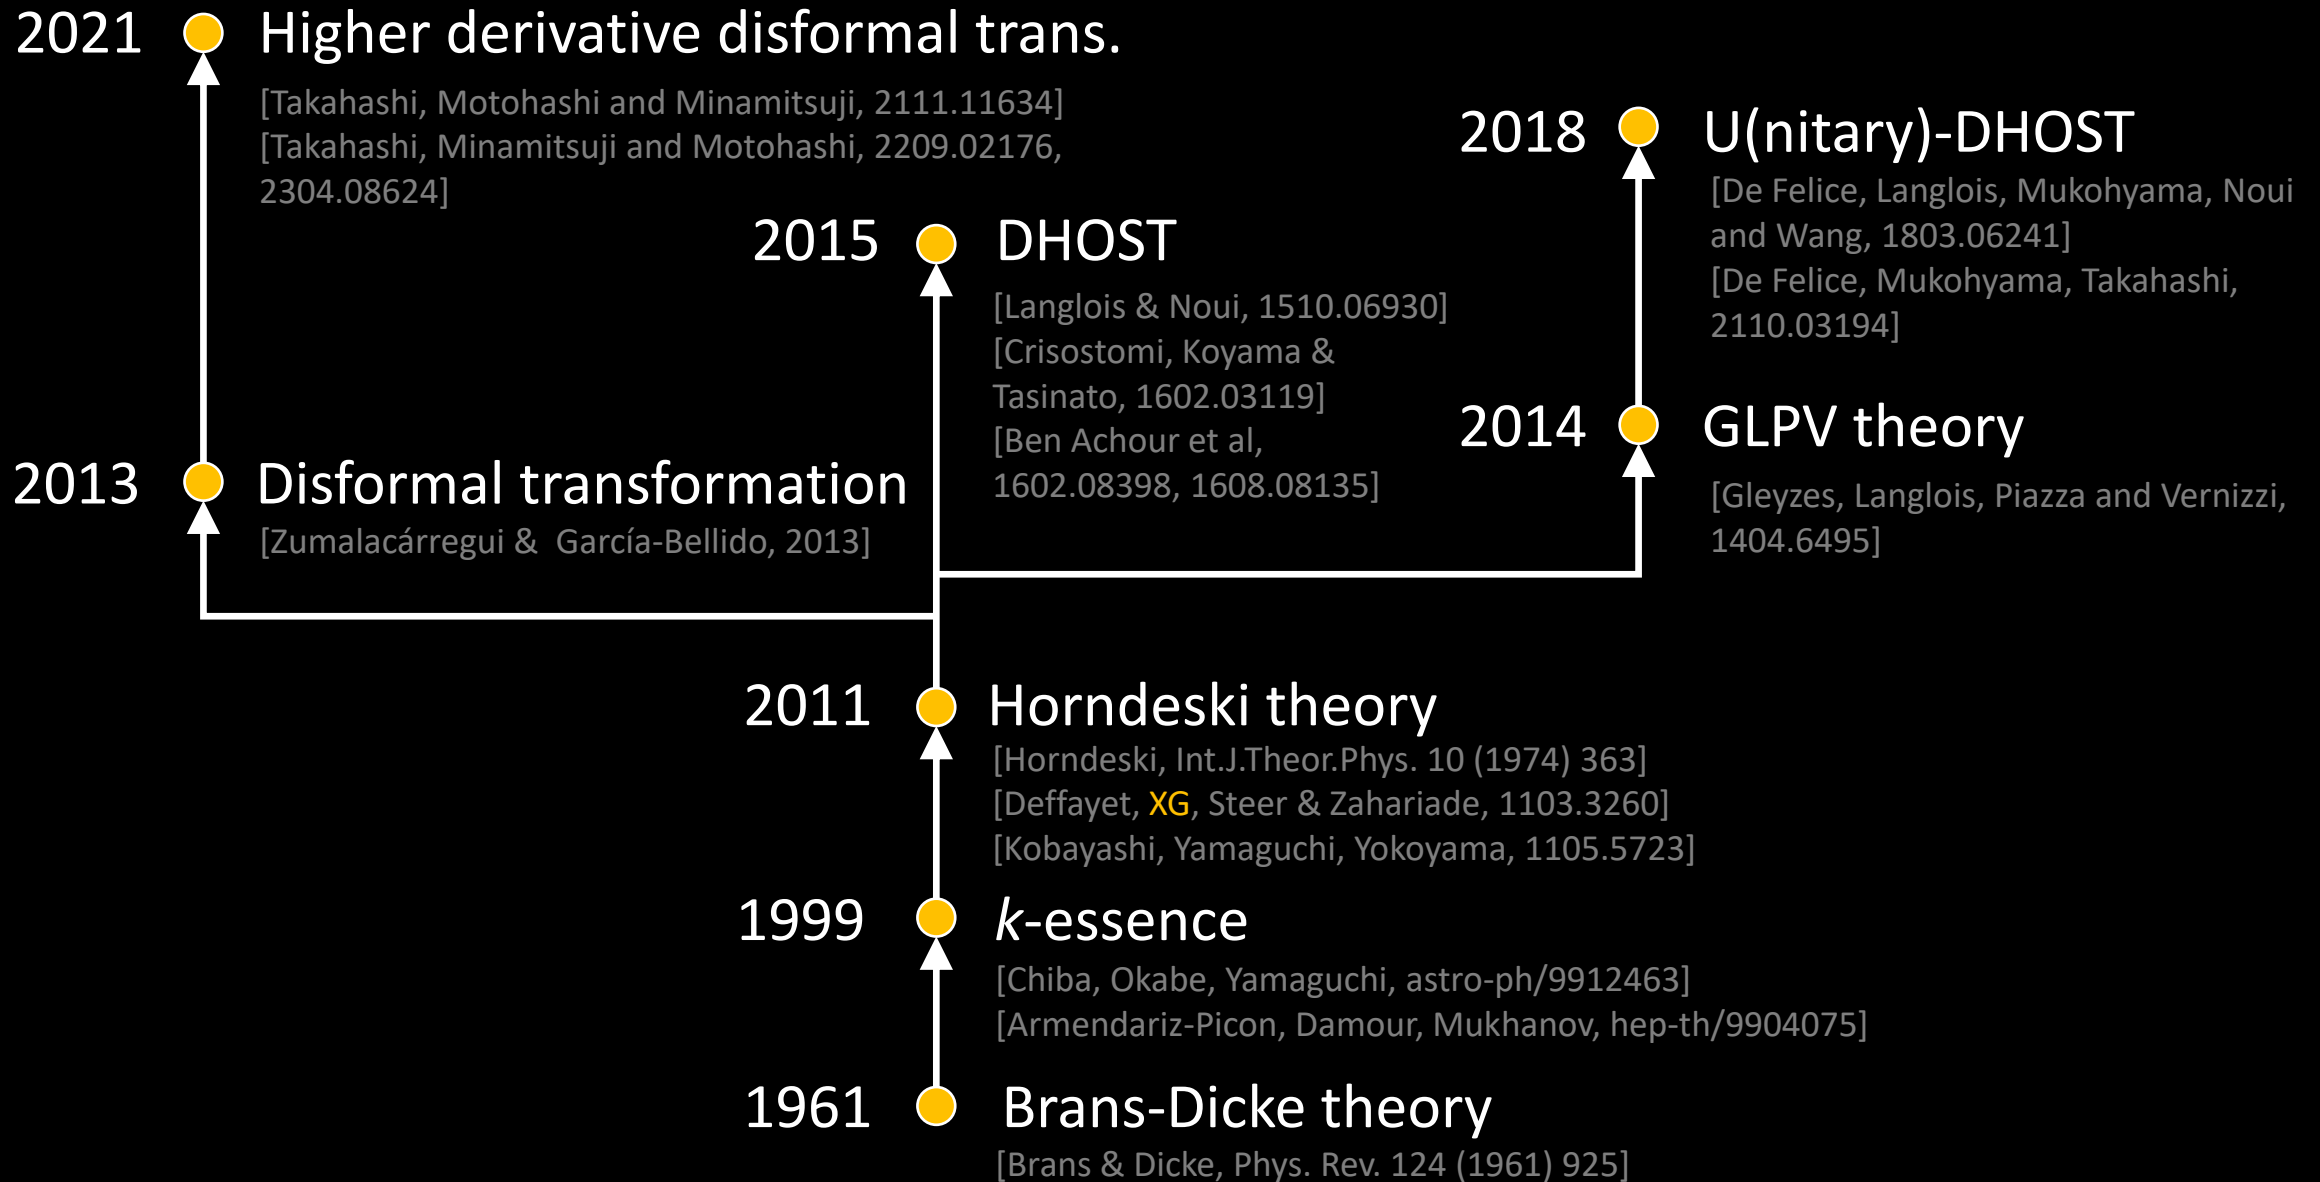 2021 Higher derivative disformal trans.
[Takahashi, Motohashi and Minamitsuji, 2111.11634]
[Takahashi, Minamitsuji and Motohashi, 2209.02176,
2304.08624]
2018 U(nitary)-DHOST
[De Felice, Langlois, Mukohyama, Noui
and Wang, 1803.06241]
[De Felice, Mukohyama, Takahashi,
2110.03194]
2015 DHOST
[Langlois & Noui, 1510.06930]
[Crisostomi, Koyama &
Tasinato, 1602.03119]
[Ben Achour et al,
1602.08398, 1608.08135]
2014 GLPV theory
[Gleyzes, Langlois, Piazza and Vernizzi,
1404.6495]
2013 Disformal transformation
[Zumalacárregui & García-Bellido, 2013]
2011 Horndeski theory
[Horndeski, Int.J.Theor.Phys. 10 (1974) 363]
[Deffayet, XG, Steer & Zahariade, 1103.3260]
[Kobayashi, Yamaguchi, Yokoyama, 1105.5723]
1999 k-essence
[Chiba, Okabe, Yamaguchi, astro-ph/9912463]
[Armendariz-Picon, Damour, Mukhanov, hep-th/9904075]
1961 Brans-Dicke theory
[Brans & Dicke, Phys. Rev. 124 (1961) 925]